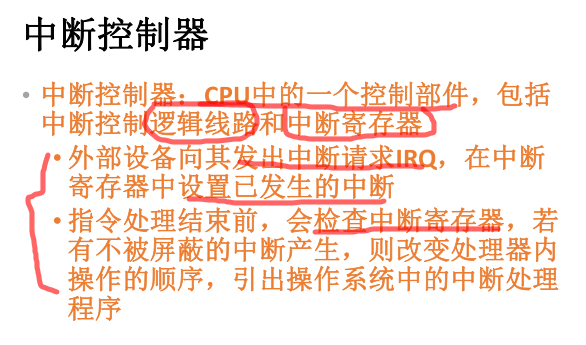 中断控制器
• 中断控制器：CPU中的一个控制部件，包括
中断控制逻辑线路和中断寄存器
• 外部设备向其发出中断请求IRQ，在中断
寄存器中设置已发生的中断
• 指令处理结束前，会检查中断寄存器，若
有不被屏蔽的中断产生，则改变处理器内
操作的顺序，引出操作系统中的中断处理
程序